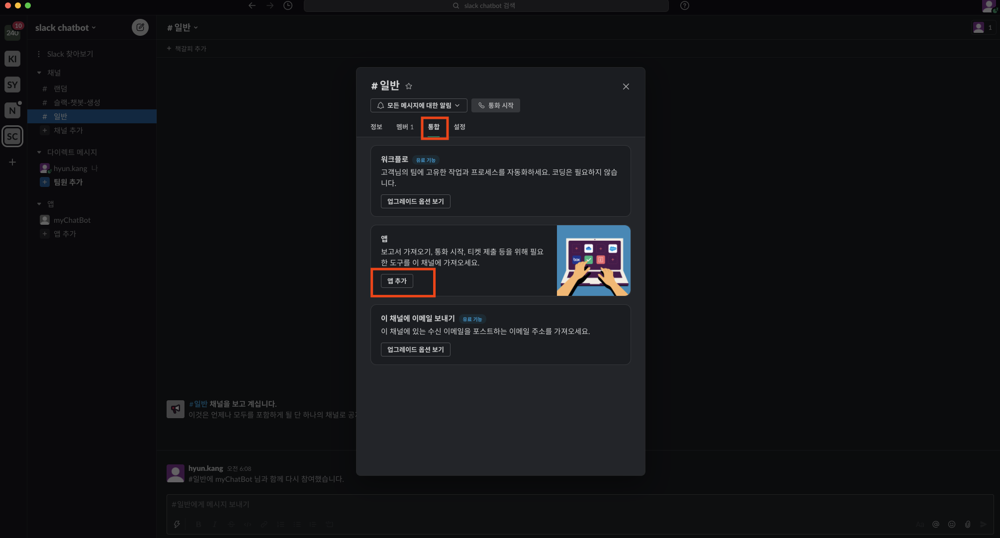 slack chatbot 검색
10
240
KI
SY
N
SC
slack chatbot
Slack 찾아보기
채널
# 랜덤
# 슬랙-챗봇-생성
# 일반
+ 채널 추가
다이렉트 메시지
hyun.kang 나
+ 팀원 추가
앱
myChatBot
+ 앱 추가
# 일반
1
+ 책갈피 추가
# 일반
모든 메시지에 대한 알림
통화 시작
정보 멤버 1 통합 설정
워크플로 유료 기능
고객님의 팀에 고유한 작업과 프로세스를 자동화하세요. 코딩은 필요하지 않습
니다.
업그레이드 옵션 보기
앱
보고서 가져오기, 통화 시작, 티켓 제출 등을 위해 필요
한 도구를 이 채널에 가져오세요.
앱 추가
box
이 채널에 이메일 보내기 유료 기능
이 채널에 있는 수신 이메일을 포스트하는 이메일 주소를 가져오세요.
업그레이드 옵션 보기
#일반 채널을 보고 계십니다.
이것은 언제나 모두를 포함하게 될 단 하나의 채널로
hyun.kang 오전 6:08
#일반에 myChatBot 님과 함께 다시 참여했습니다.
#일반에게 메시지 보내기
B I S </>
Aa @